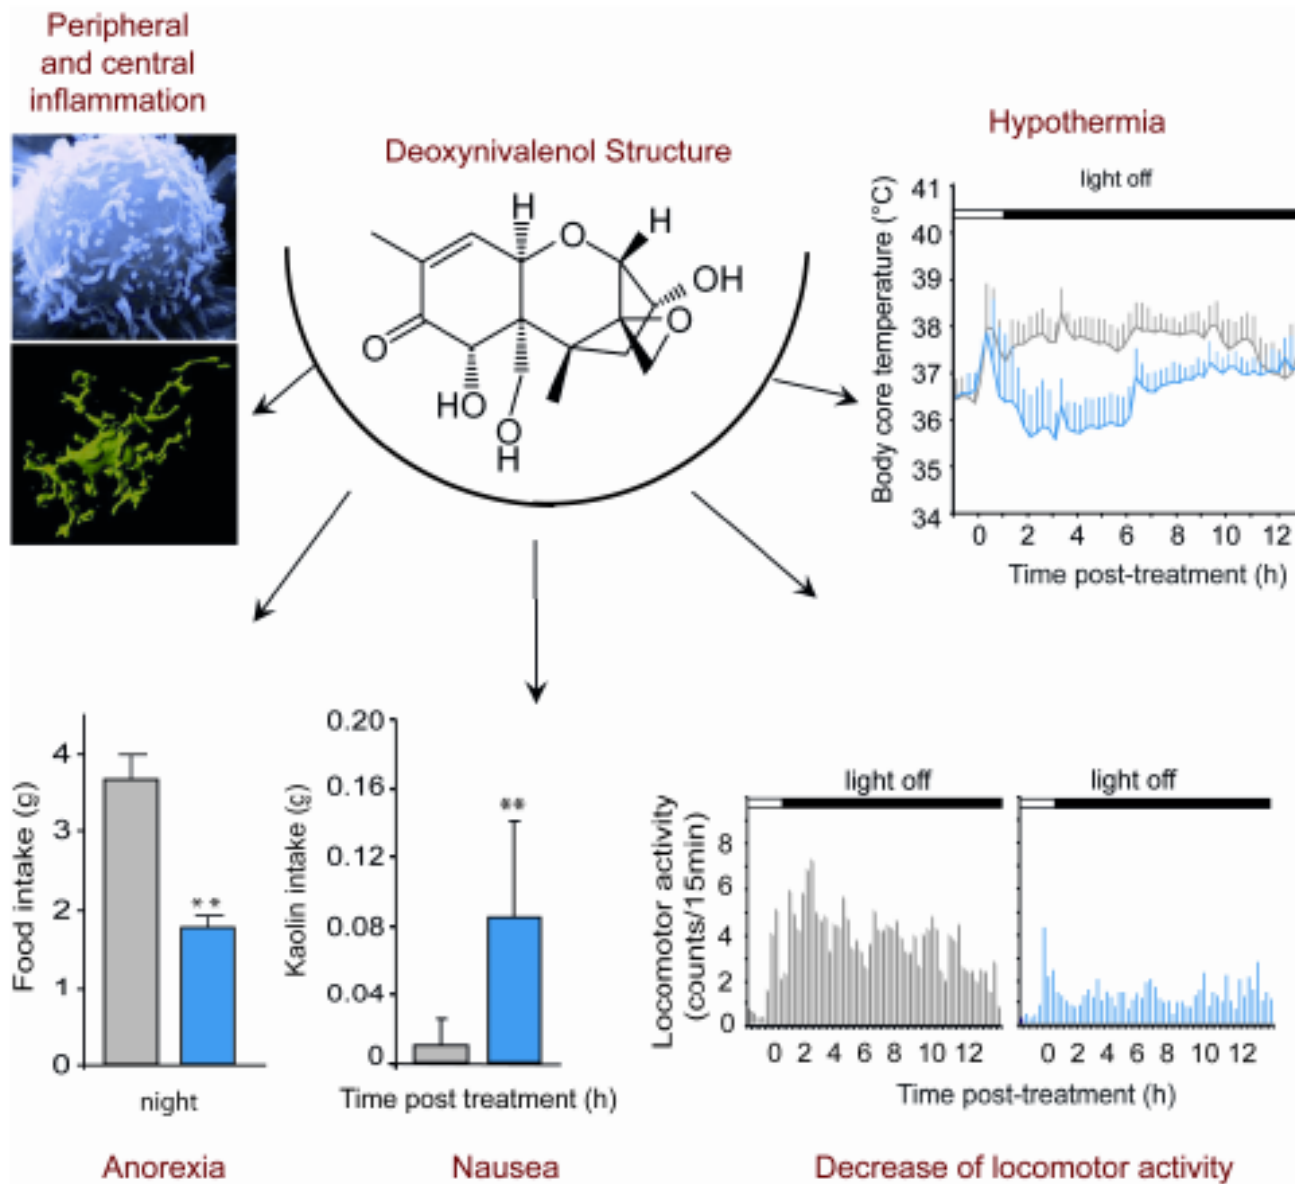 Peripheral
and central
inflammation
Deoxynivalenol Structure
H
O
H
OH
O
O
HO
O
H
Hypothermia
light off
Body core temperature (°C)
41
40
39
38
37
36
35
34
0 2 4 6 8 10 12
Time post-treatment (h)
Food intake (g)
4
3
2
1
0
**
night
Anorexia
Kaolin intake (g)
0.20
0.16
0.12
0.08
0.04
0
**
Time post treatment (h)
Nausea
Locomotor activity
(counts/15min)
light off
8
6
4
2
0
0 2 4 6 8 10 12
light off
0 2 4 6 8 10 12
Time post-treatment (h)
Decrease of locomotor activity